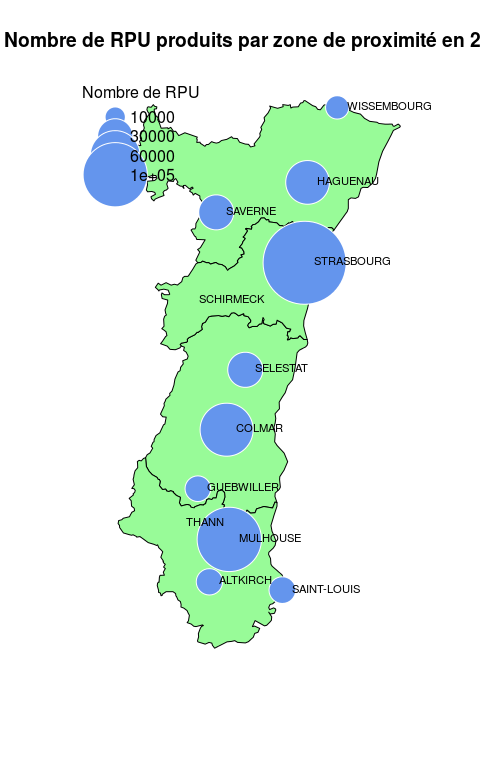 Nombre de RPU produits par zone de proximité en 2
Nombre de RPU
10000
30000
60000
1e+05
WISSEMBOURG
HAGUENAU
SAVERNE
STRASBOURG
SCHIRMECK
SELESTAT
COLMAR
GUEBWILLER
THANN
MULHOUSE
ALTKIRCH
SAINT-LOUIS